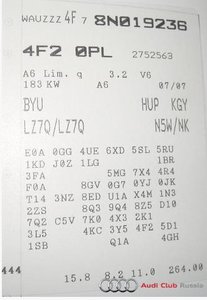 WAUZZZ 4F 7 8N019236
4F2 0PL 2752563
A6 Lim. q 3.2 V6
183 KW A6 07/07
BYU HUP KGY
LZ7Q/LZ7Q N5W/NK
E0A 0GG 4UE 6XD 5SL 5RU
1KD J0Z 1LG 1BR
3FA 5MG 7X4 4R4
F0A 8GV 0G7 0YJ 0JK
T14 3NZ 8ED U1A X4M 1N3
2ZS 8Q3 9Q4 8Z5 D10
7QZ C5V 7K0 4X3 2K1
3L5 4KC 3Y5 4F2 5D1
1SB Q1A 4GH
444 15.8 8.2 11.0 264.00
Audi Club Russia